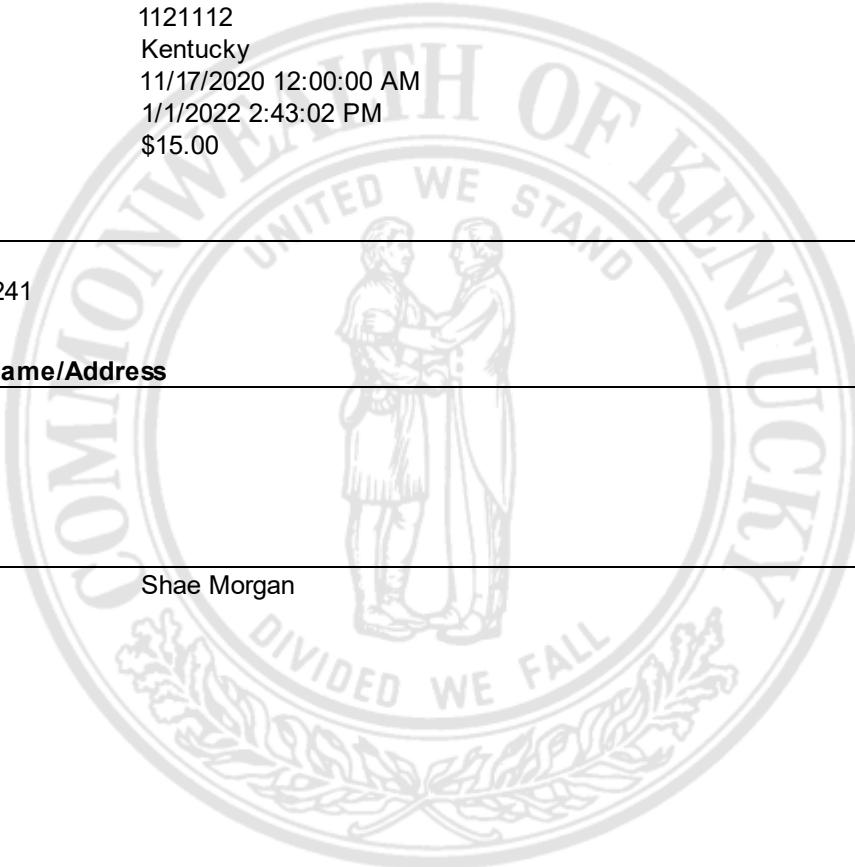 1121112
Kentucky
11/17/2020 12:00:00 AM
1/1/2022 2:43:02 PM
$15.00
241
ame/Address
Shae Morgan
COMMONWEALTH OF KENTUCKY
UNITED WE STAND
DIVIDED WE FALL